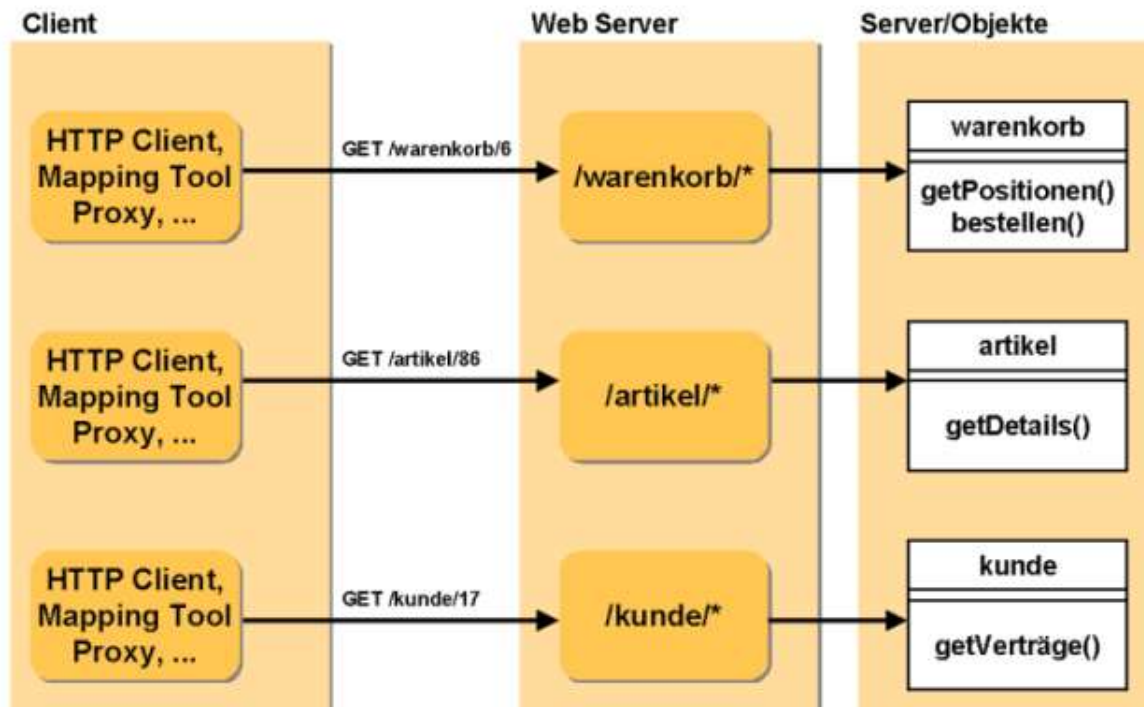 Client
Web Server
Server/Objekte
HTTP Client,
Mapping Tool
Proxy, ...
GET /warenkorb/6
/warenkorb/*
warenkorb
getPositionen()
bestellen()
HTTP Client,
Mapping Tool
Proxy, ...
GET /artikel/86
/artikel/*
artikel
getDetails()
HTTP Client,
Mapping Tool
Proxy, ...
GET /kunde/17
/kunde/*
kunde
getVerträge()